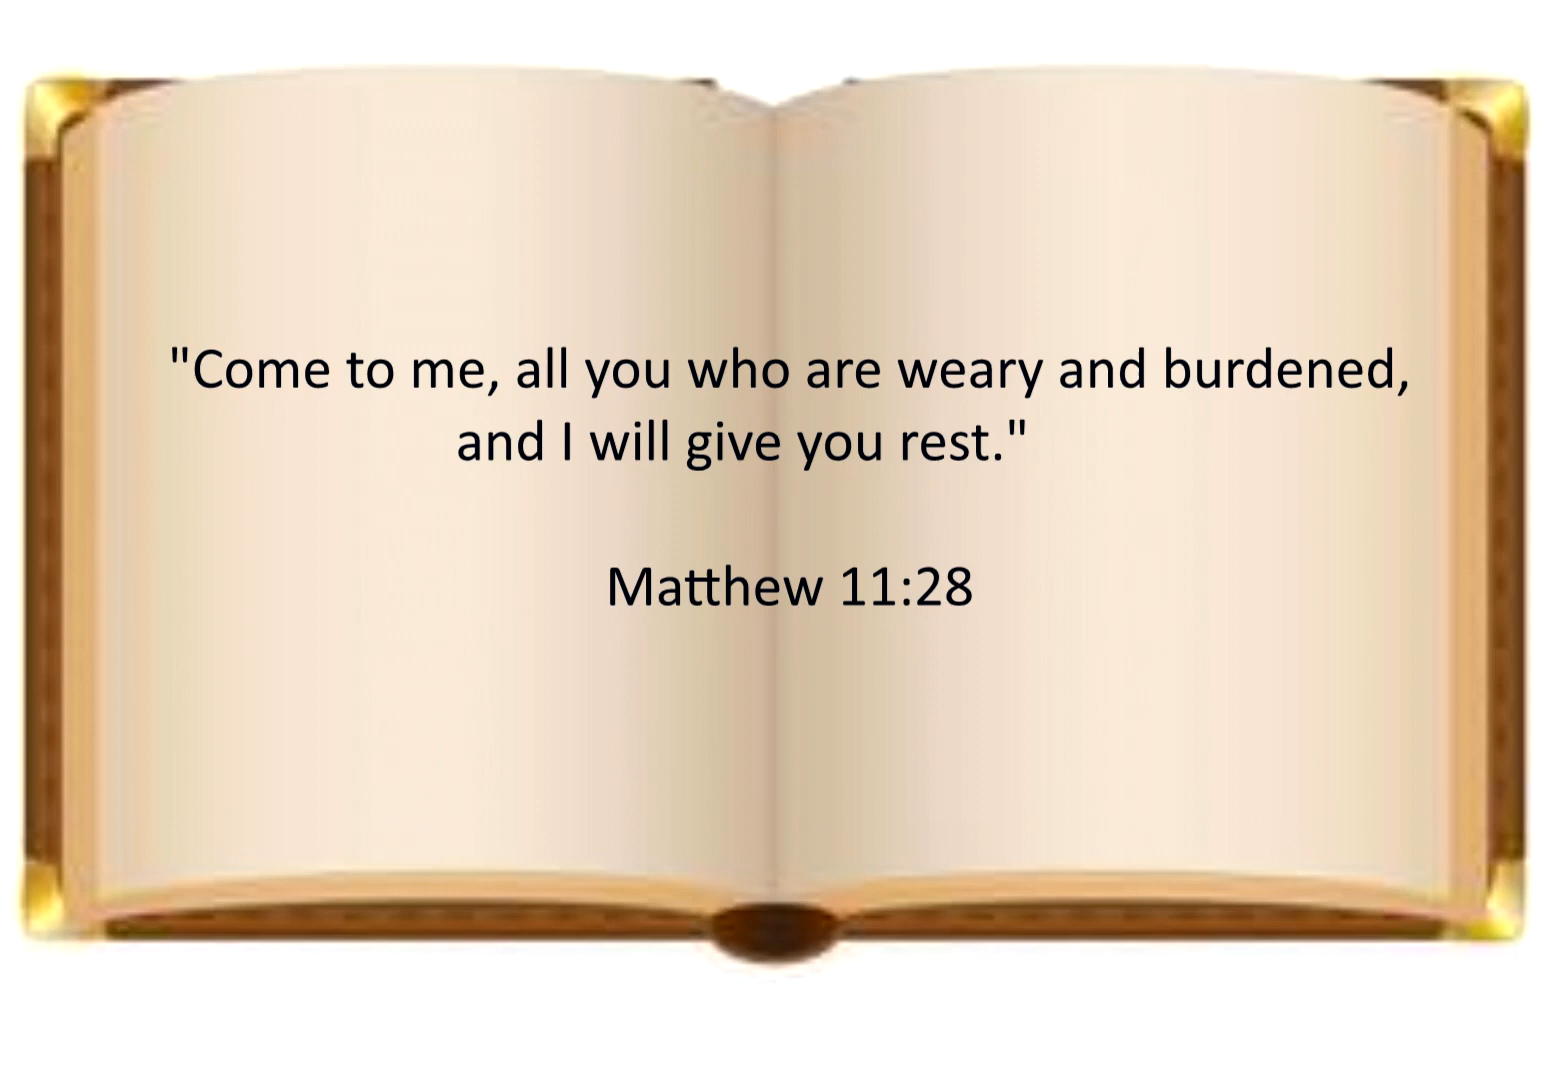 "Come to me, all you who are weary and burdened,
and I will give you rest."
Matthew 11:28